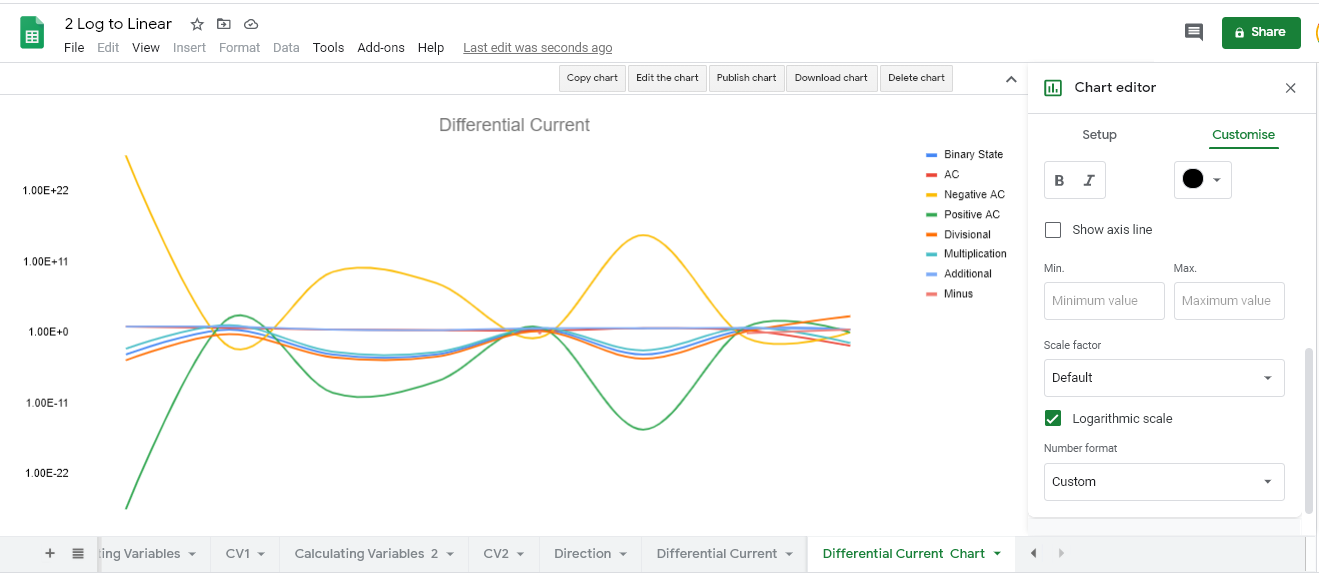 2 Log to Linear
File Edit View Insert Format Data Tools Add-ons Help Last edit was seconds ago
Share
Copy chart Edit the chart Publish chart Download chart Delete chart
Differential Current
1.00E+22
1.00E+11
1.00E+0
1.00E-11
1.00E-22
Binary State
AC
Negative AC
Positive AC
Divisional
Multiplication
Additional
Minus
Chart editor
Setup Customise
B I
Show axis line
Min. Max.
Minimum value Maximum value
Scale factor
Default
Logarithmic scale
Number format
Custom
ing Variables CV1 Calculating Variables 2 CV2 Direction Differential Current Differential Current Chart